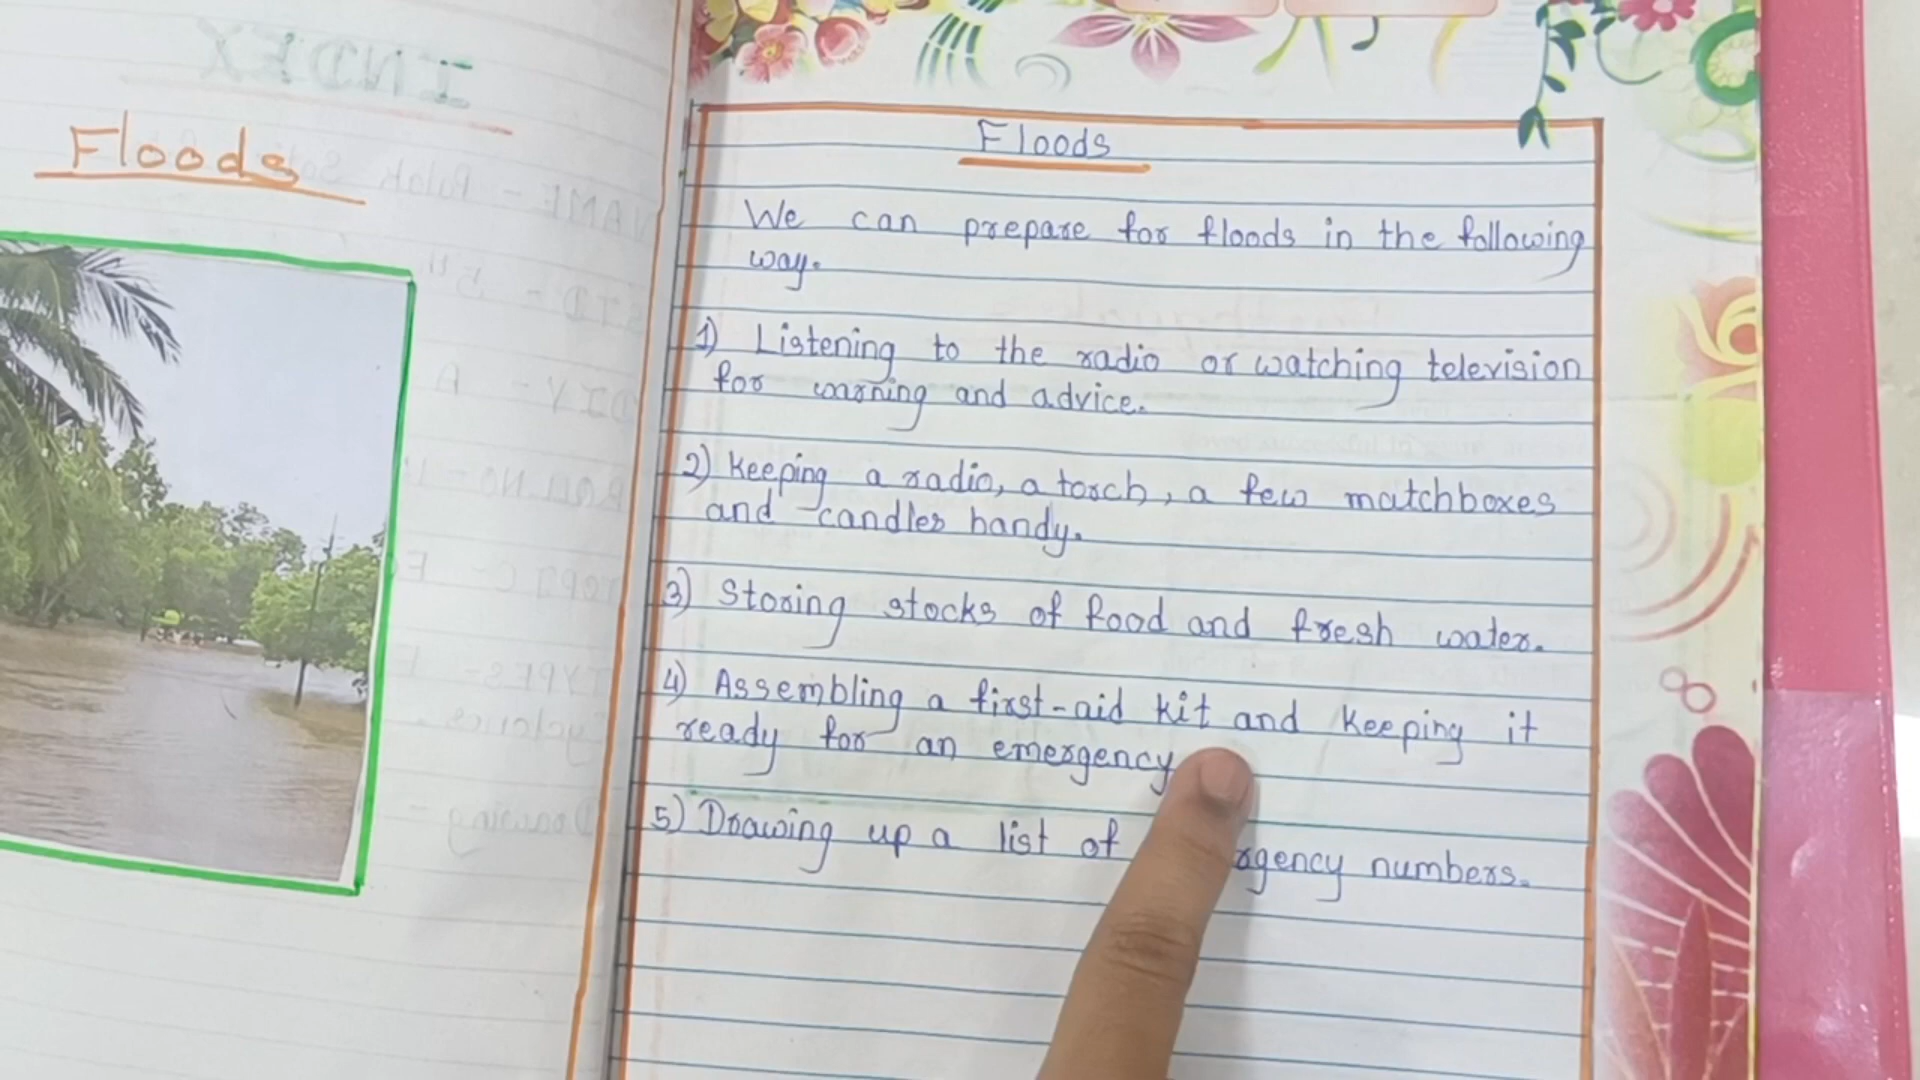 Floods
Floods
We can prepare for floods in the following
way.
1) Listening to the radio or watching television
for warning and advice.
2) Keeping a radio, a torch, a few matchboxes
and candles handy.
3) Storing stocks of food and fresh water.
4) Assembling a first-aid kit and keeping it
ready for an emergency
5) Drawing up a list of rgency numbers.